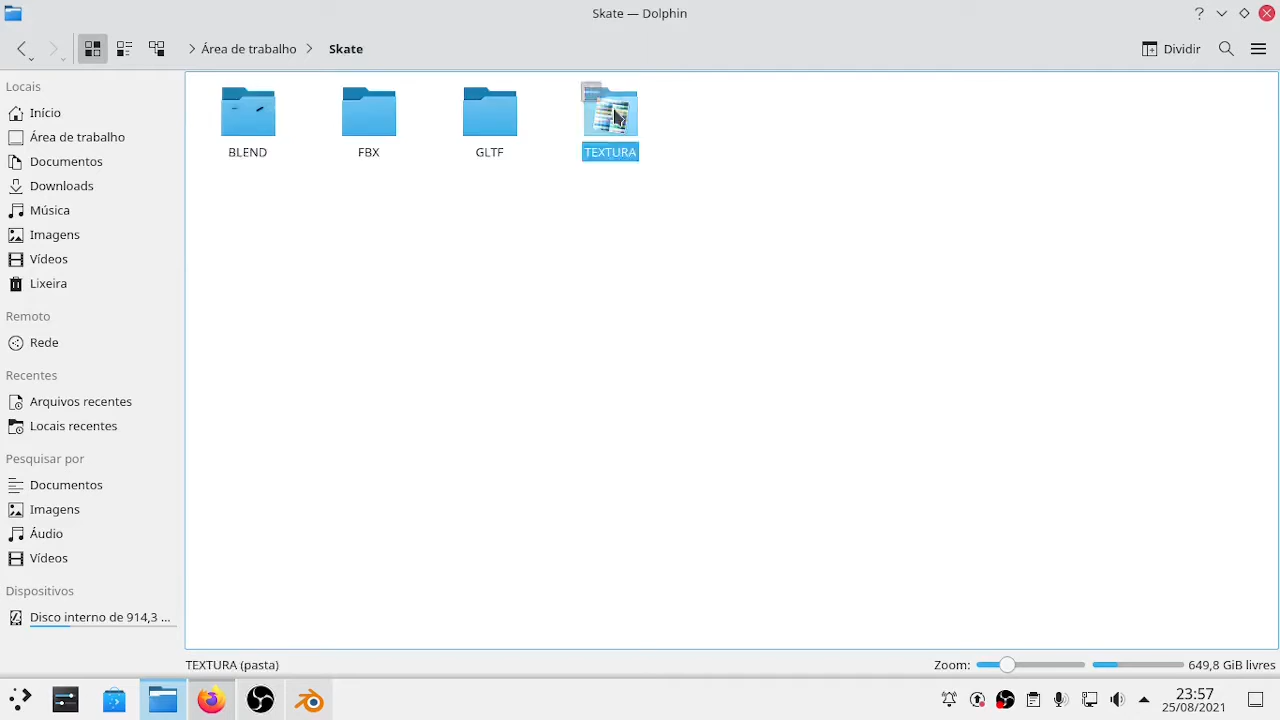 Skate — Dolphin
Área de trabalho
Skate
Dividir
Locais
Início
Área de trabalho
Documentos
Downloads
Música
Imagens
Vídeos
Lixeira
Remoto
Rede
Recentes
Arquivos recentes
Locais recentes
Pesquisar por
Documentos
Imagens
Áudio
Vídeos
Dispositivos
Disco interno de 914,3 ...
BLEND
FBX
GLTF
TEXTURA
TEXTURA (pasta)
Zoom:
649,8 GiB livres
23:57
25/08/2021